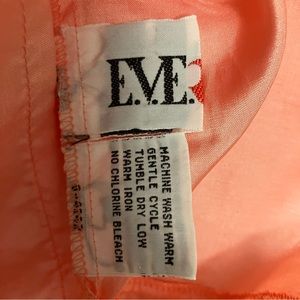 E.V.E.
MACHINE WASH WARM
GENTLE CYCLE
TUMBLE DRY LOW
WARM IRON
NO CHLORINE BLEACH